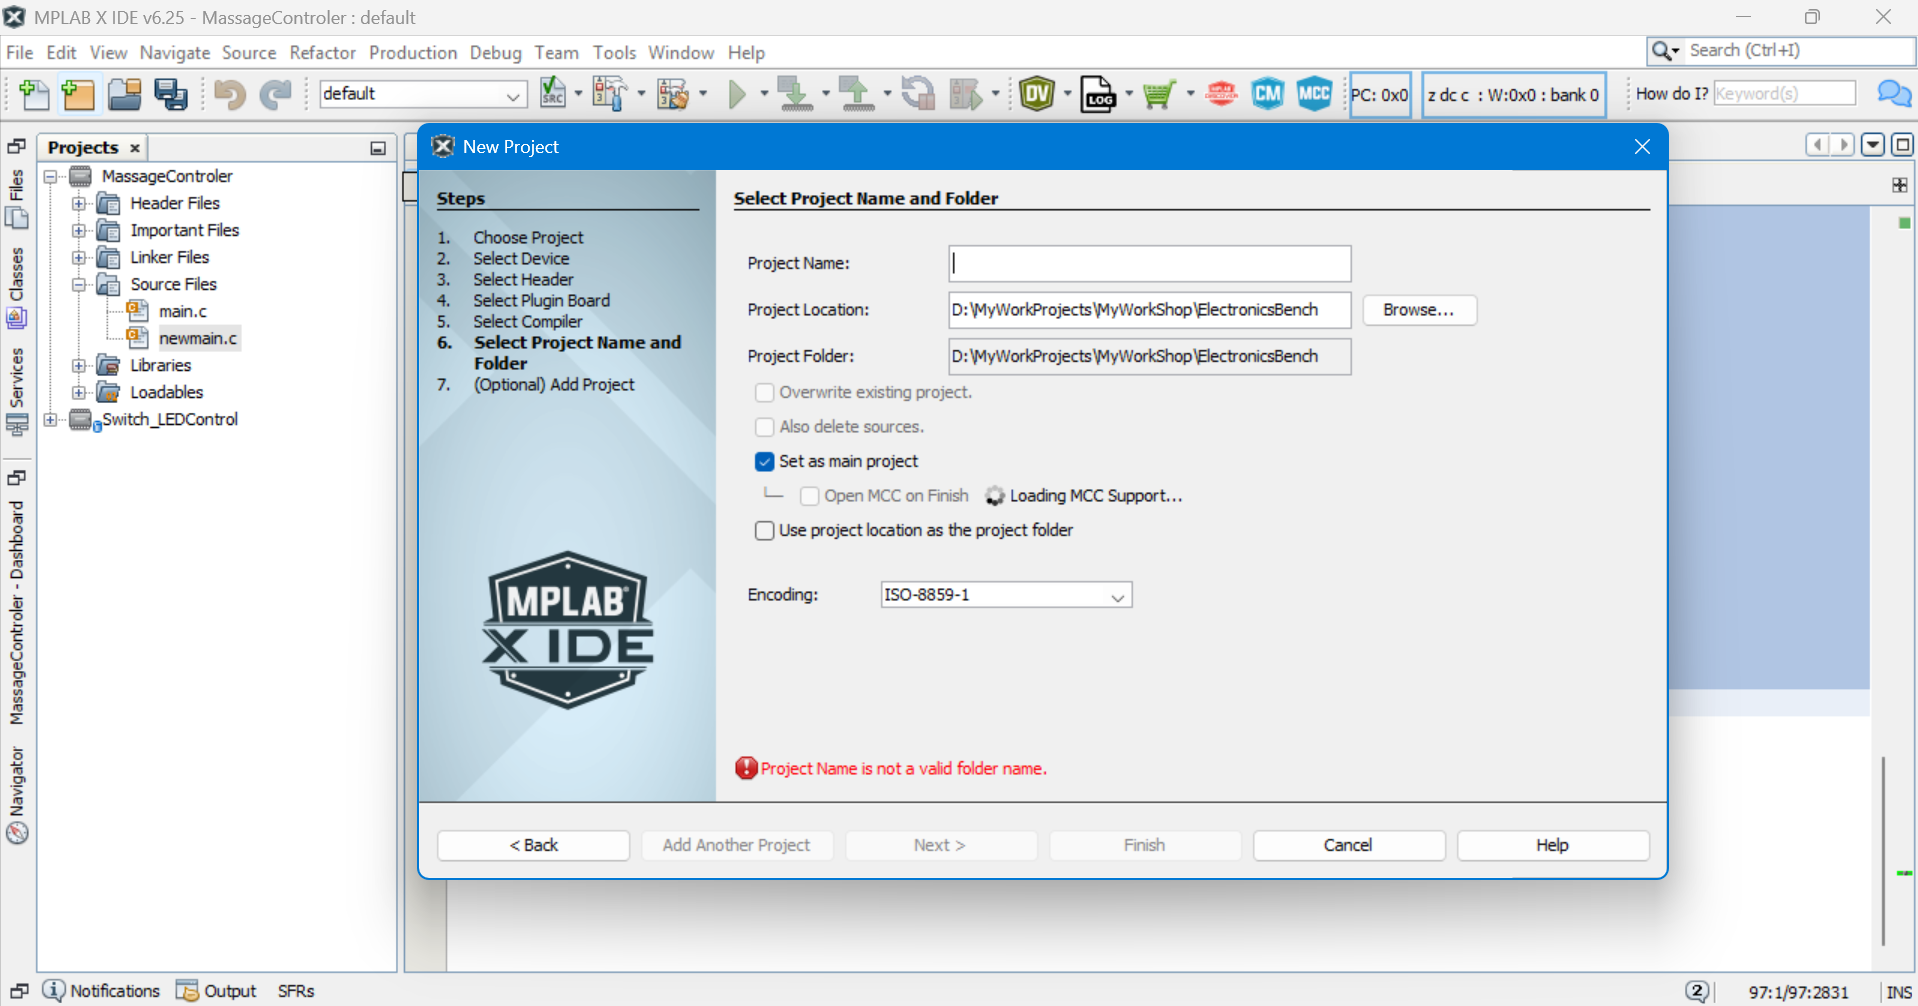 MPLAB X IDE v6.25 - MassageControler : default
File Edit View Navigate Source Refactor Production Debug Team Tools Window Help
Search (Ctrl+I)
default
SRC
DV
LOG
CM
MCC
PC: 0x0
z dc c : W:0x0 : bank 0
How do I?
Keyword(s)
Projects
MassageControler
Header Files
Important Files
Linker Files
Source Files
main.c
newmain.c
Libraries
Loadables
Switch_LEDControl
Files
Classes
Services
MassageControler - Dashboard
Navigator
New Project
Steps
1. Choose Project
2. Select Device
3. Select Header
4. Select Plugin Board
5. Select Compiler
6. Select Project Name and
Folder
7. (Optional) Add Project
MPLAB
X IDE
Select Project Name and Folder
Project Name:
Project Location: D:\MyWorkProjects\MyWorkShop\ElectronicsBench Browse...
Project Folder: D:\MyWorkProjects\MyWorkShop\ElectronicsBench
Overwrite existing project.
Also delete sources.
Set as main project
Open MCC on Finish Loading MCC Support...
Use project location as the project folder
Encoding: ISO-8859-1
Project Name is not a valid folder name.
< Back Add Another Project Next > Finish Cancel Help
Notifications Output SFRs
2 97:1/97:2831 INS